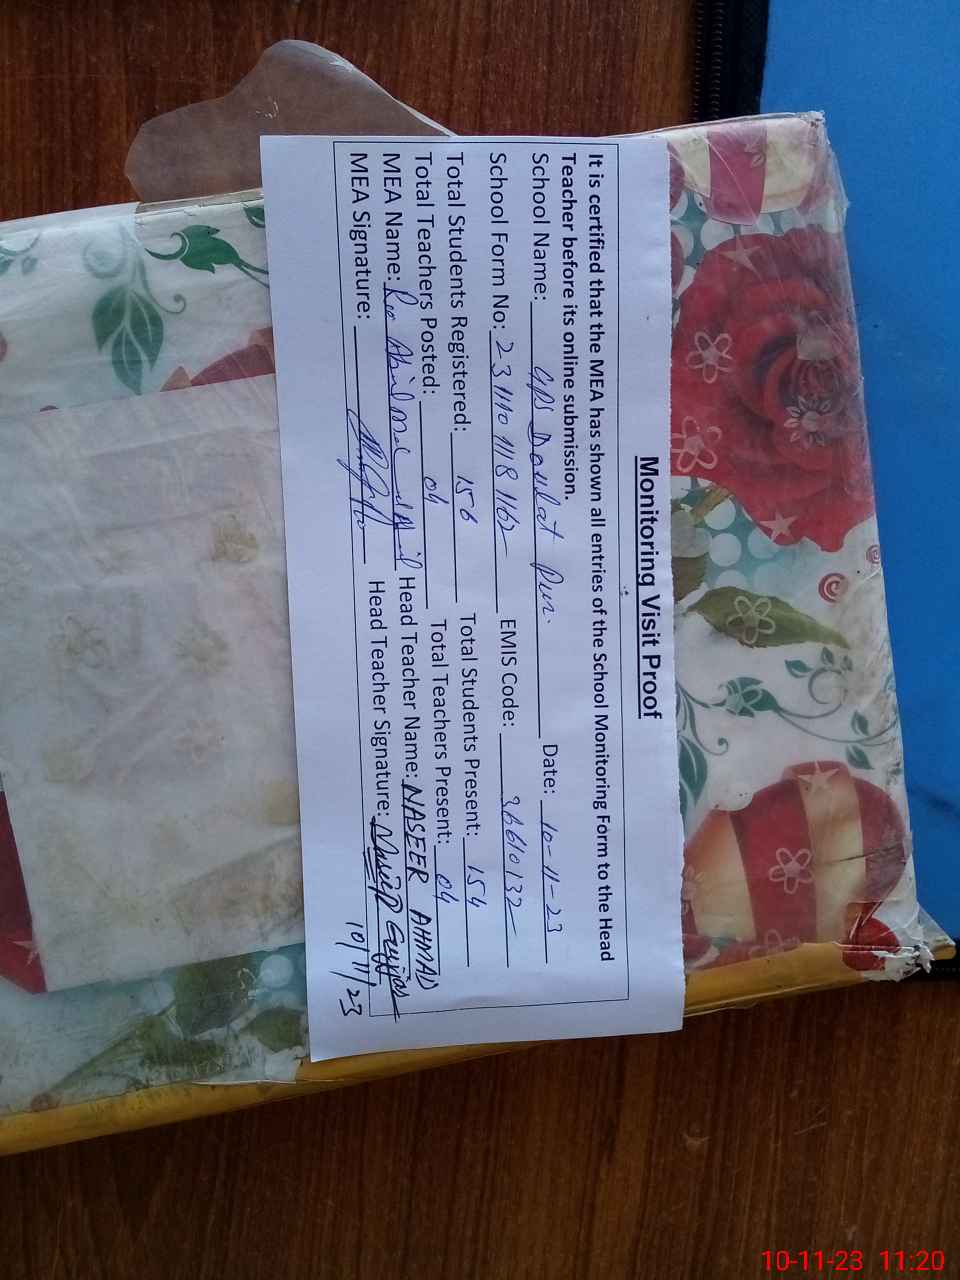 Monitoring Visit Proof
It is certified that the MEA has shown all entries of the School Monitoring Form to the Head
Teacher before its online submission.
School Name: GPS Daulat Pur. Date: 10-11-23
School Form No: EMIS Code: 36610132
Total Students Registered: 156 Total Students Present: 154
Total Teachers Posted: 04 Total Teachers Present: 04
MEA Name: Head Teacher Name: NASEER AHMAD
MEA Signature: Head Teacher Signature:
10/11/23
10-11-23 11:20